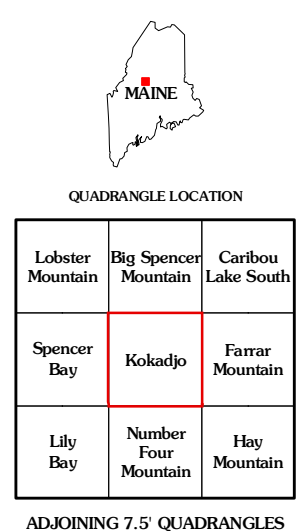 MAINE
QUADRANGLE LOCATION
Lobster
Mountain
Big Spencer
Mountain
Caribou
Lake South
Spencer
Bay
Kokadjo
Farrar
Mountain
Lily
Bay
Number
Four
Mountain
Hay
Mountain
ADJOINING 7.5' QUADRANGLES